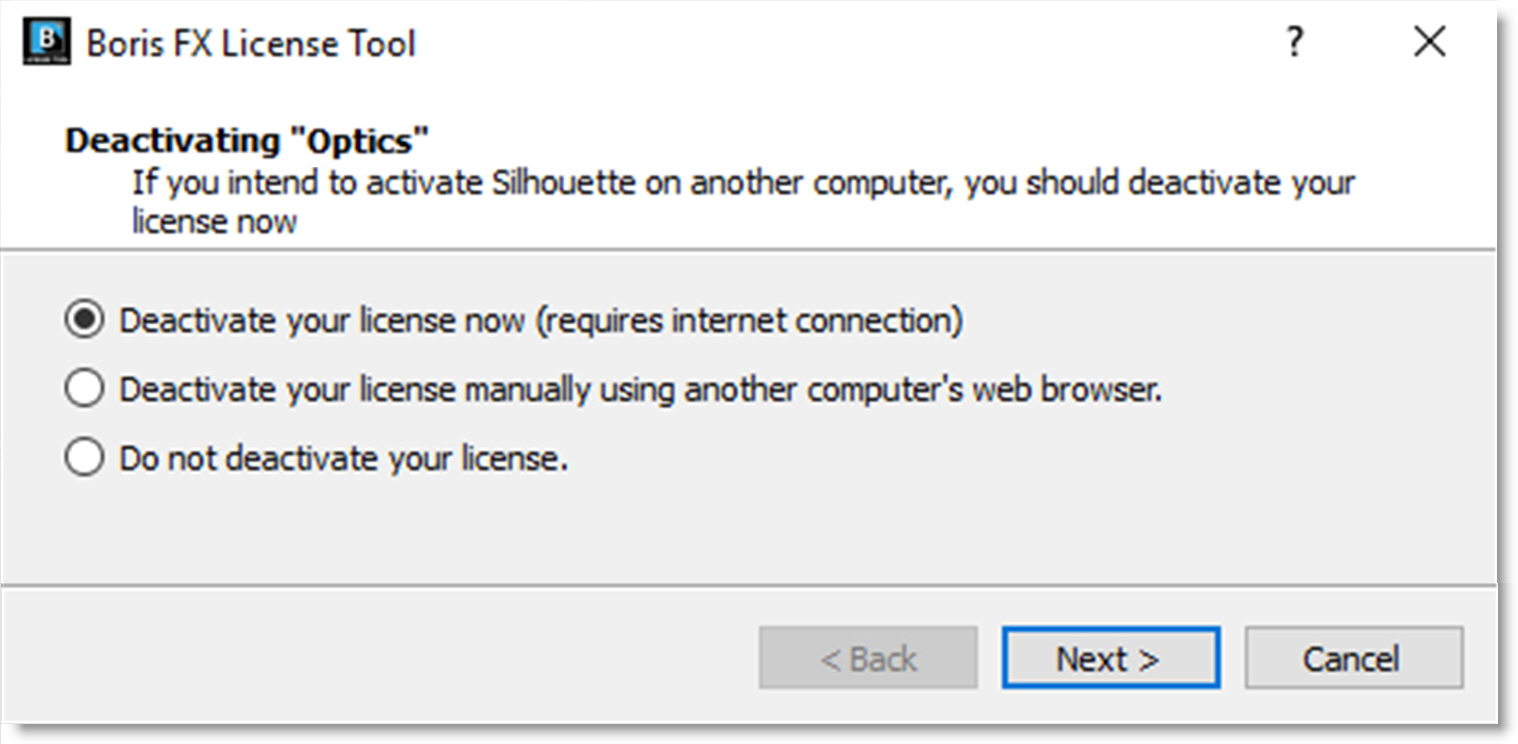 Boris FX License Tool
?
Deactivating "Optics"
If you intend to activate Silhouette on another computer, you should deactivate your
license now
Deactivate your license now (requires internet connection)
Deactivate your license manually using another computer's web browser.
Do not deactivate your license.
< Back Next > Cancel